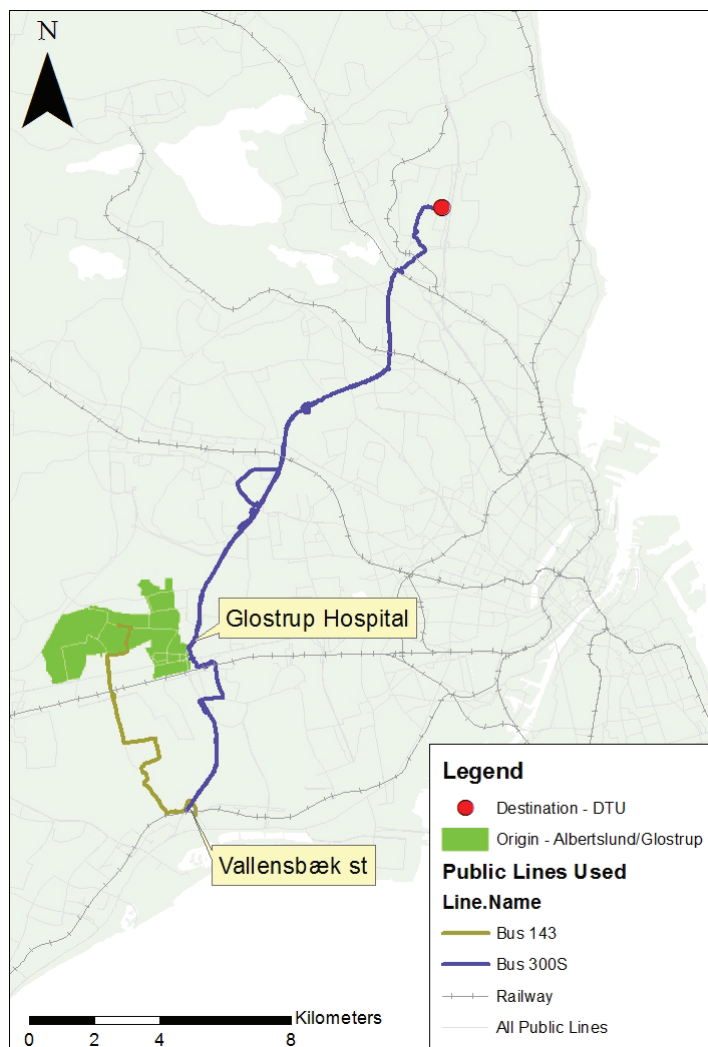 N
Glostrup Hospital
Vallensbæk st
Legend
Destination - DTU
Origin - Albertslund/Glostrup
Public Lines Used
Line.Name
Bus 143
Bus 300S
Railway
All Public Lines
Kilometers
0 2 4 8